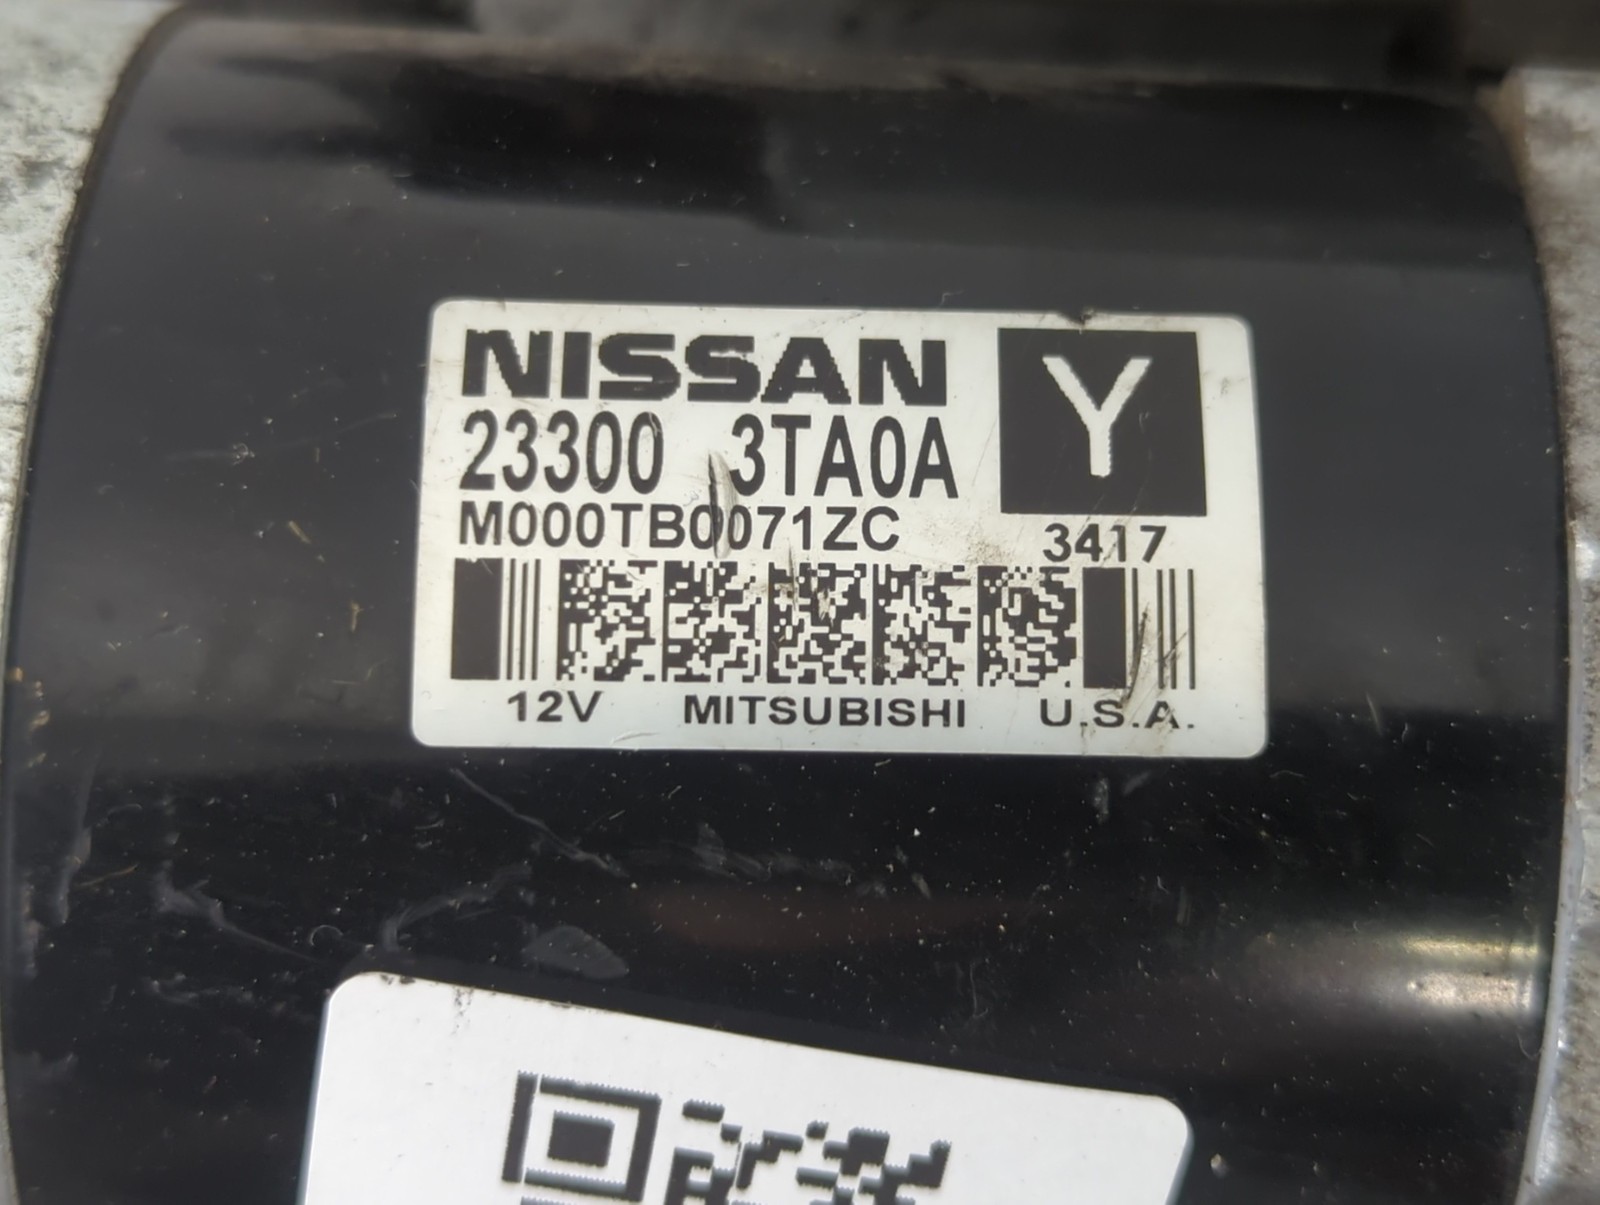 NISSAN
Y
23300 3TA0A
M000TB0071ZC
3417
12V MITSUBISHI U.S.A.